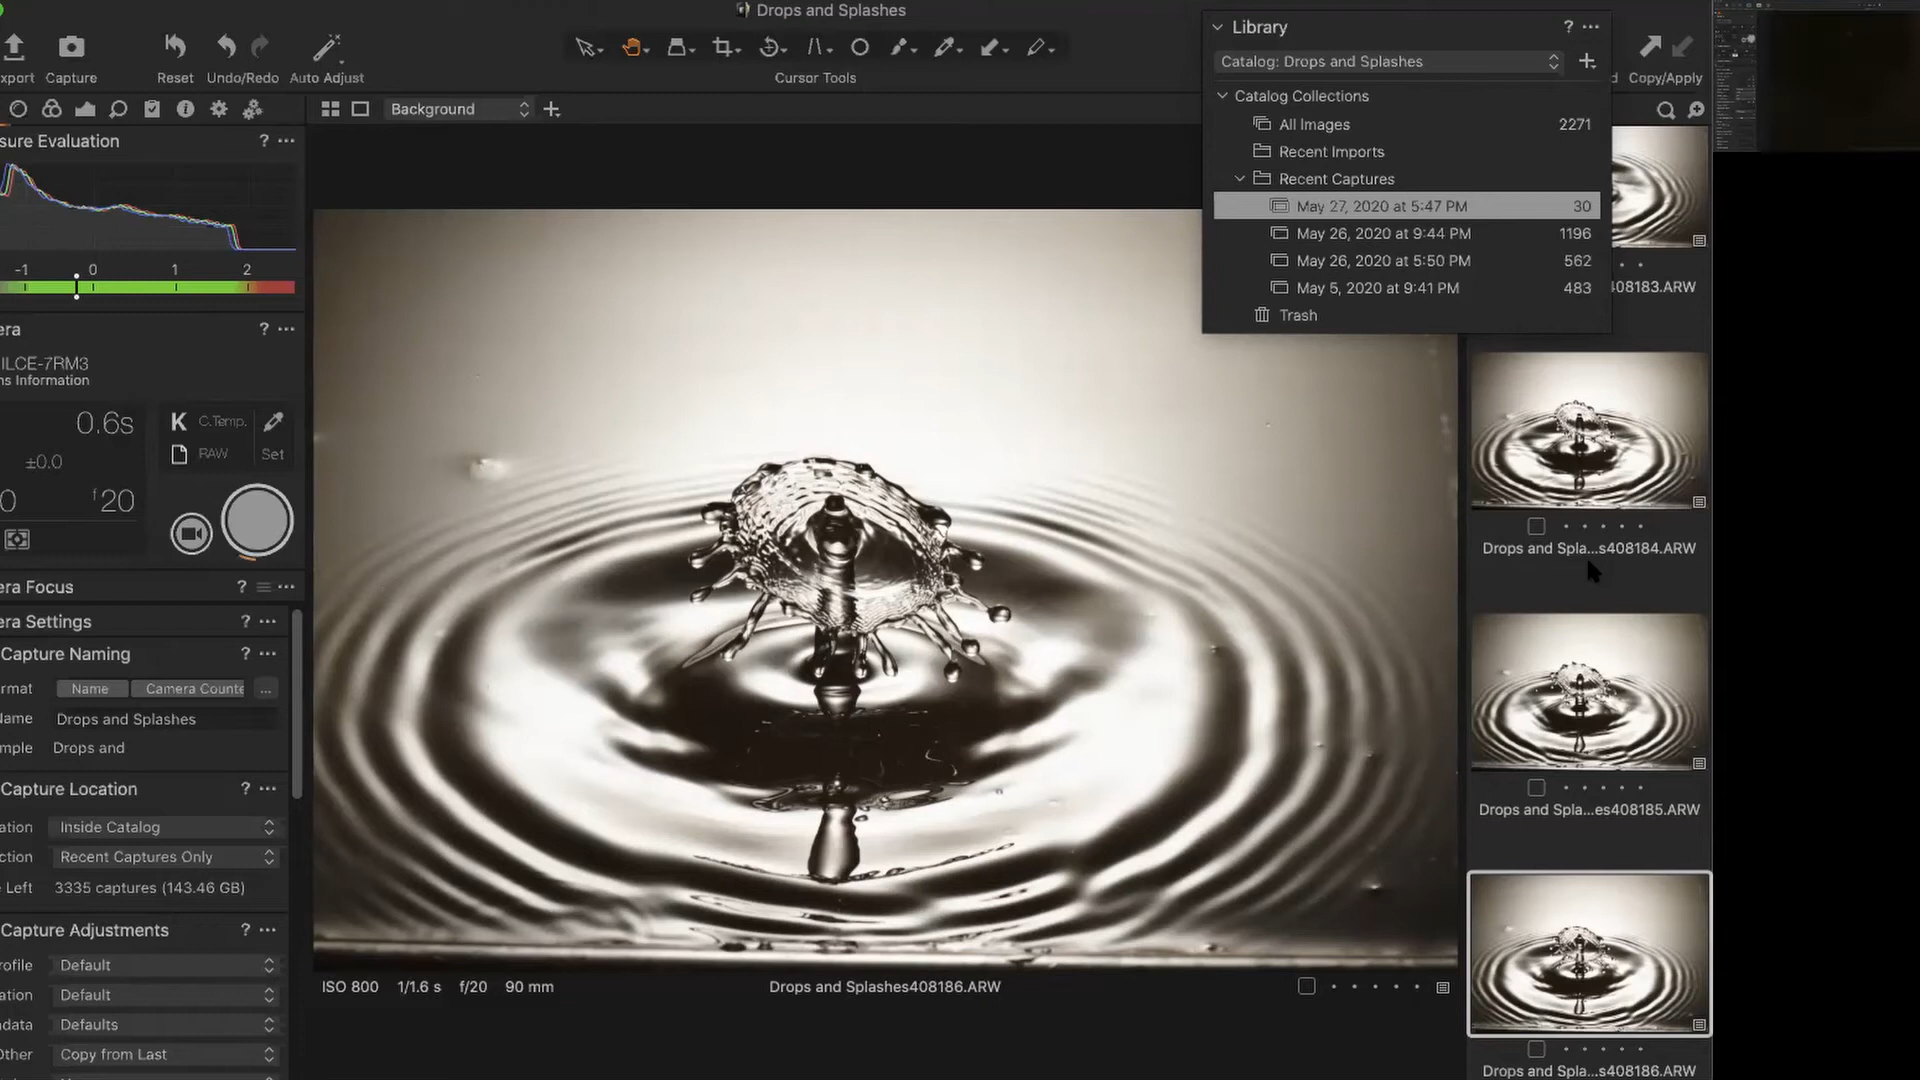 Drops and Splashes
xport
Capture
Reset
Undo/Redo
Auto Adjust
Cursor Tools
d
Copy/Apply
Library
?
Catalog: Drops and Splashes
Catalog Collections
All Images 2271
Recent Imports
Recent Captures
May 27, 2020 at 5:47 PM 30
May 26, 2020 at 9:44 PM 1196
May 26, 2020 at 5:50 PM 562
May 5, 2020 at 9:41 PM 483
Trash
Background
sure Evaluation ?
-1 0 1 2
era ?
ILCE-7RM3
ns Information
0.6s
K C.Temp.
±0.0
RAW Set
0 f20
era Focus ?
era Settings ?
Capture Naming ?
rmat Name Camera Counte ...
Name Drops and Splashes
mple Drops and
Capture Location ?
ation Inside Catalog
ction Recent Captures Only
e Left 3335 captures (143.46 GB)
Capture Adjustments ?
rofile Default
ation Default
adata Defaults
Other Copy from Last
ISO 800 1/1.6 s f/20 90 mm
Drops and Splashes408186.ARW
408183.ARW
Drops and Spla...s408184.ARW
Drops and Spla...es408185.ARW
Drops and Spla...s408186.ARW